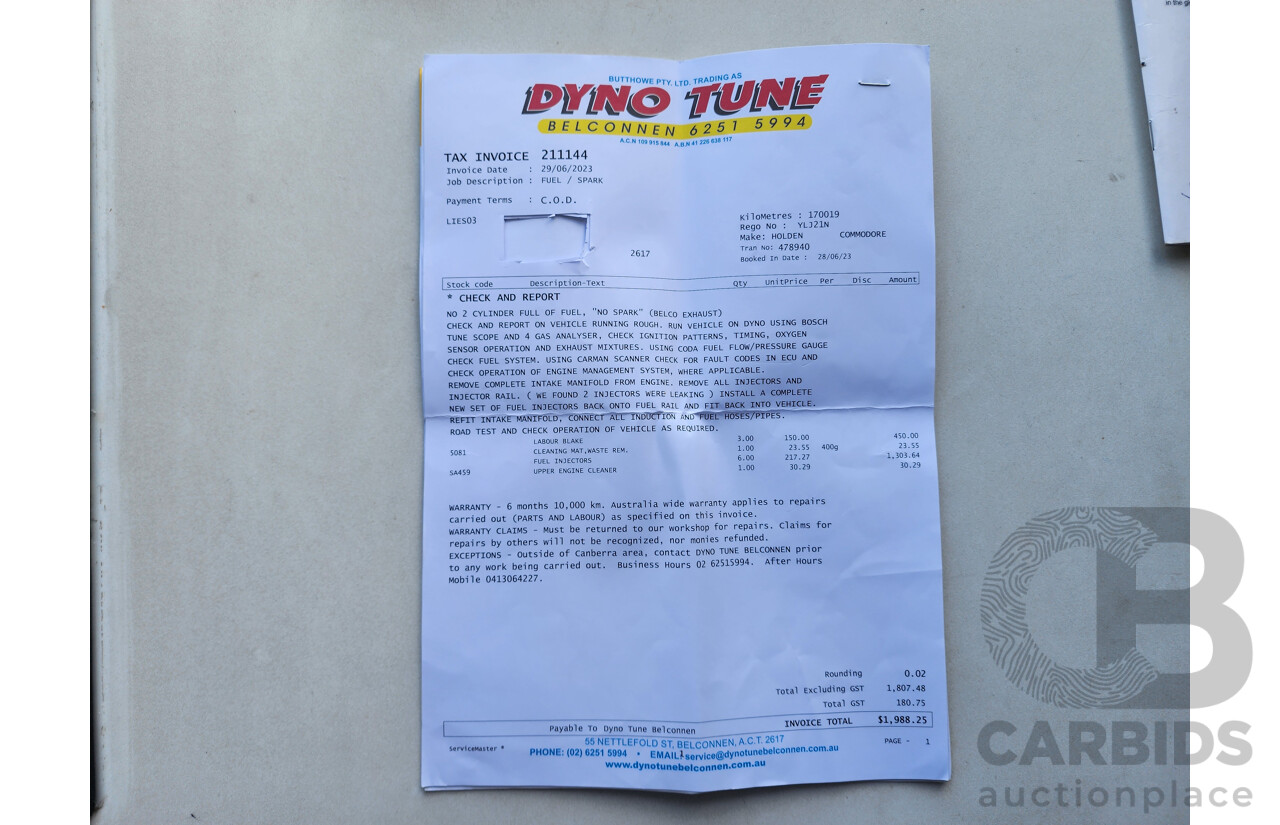 in the
BUTTHOWE PTY. LTD. TRADING AS
DYNO TUNE
BELCONNEN 6251 5994
A.C.N 109 915 844 A.B.N 41 226 638 117
TAX INVOICE 211144
Invoice Date : 29/06/2023
Job Description : FUEL / SPARK
Payment Terms : C.O.D.
LIES03
2617
KiloMetres : 170019
Rego No : YLJ21N
Make: HOLDEN COMMODORE
Tran No: 478940
Booked In Date : 28/06/23
Stock code Description-Text Qty UnitPrice Per Disc Amount
* CHECK AND REPORT
NO 2 CYLINDER FULL OF FUEL, "NO SPARK" (BELCO EXHAUST)
CHECK AND REPORT ON VEHICLE RUNNING ROUGH. RUN VEHICLE ON DYNO USING BOSCH
TUNE SCOPE AND 4 GAS ANALYSER, CHECK IGNITION PATTERNS, TIMING, OXYGEN
SENSOR OPERATION AND EXHAUST MIXTURES. USING CODA FUEL FLOW/PRESSURE GAUGE
CHECK FUEL SYSTEM. USING CARMAN SCANNER CHECK FOR FAULT CODES IN ECU AND
CHECK OPERATION OF ENGINE MANAGEMENT SYSTEM, WHERE APPLICABLE.
REMOVE COMPLETE INTAKE MANIFOLD FROM ENGINE. REMOVE ALL INJECTORS AND
INJECTOR RAIL. ( WE FOUND 2 INJECTORS WERE LEAKING ) INSTALL A COMPLETE
NEW SET OF FUEL INJECTORS BACK ONTO FUEL RAIL AND FIT BACK INTO VEHICLE.
REFIT INTAKE MANIFOLD, CONNECT ALL INDUCTION AND FUEL HOSES/PIPES.
ROAD TEST AND CHECK OPERATION OF VEHICLE AS REQUIRED.
LABOUR BLAKE 3.00 150.00 450.00
5081 CLEANING MAT,WASTE REM. 1.00 23.55 400g 23.55
FUEL INJECTORS 6.00 217.27 1,303.64
SA459 UPPER ENGINE CLEANER 1.00 30.29 30.29
WARRANTY - 6 months 10,000 km. Australia wide warranty applies to repairs
carried out (PARTS AND LABOUR) as specified on this invoice.
WARRANTY CLAIMS - Must be returned to our workshop for repairs. Claims for
repairs by others will not be recognized, nor monies refunded.
EXCEPTIONS - Outside of Canberra area, contact DYNO TUNE BELCONNEN prior
to any work being carried out. Business Hours 02 62515994. After Hours
Mobile 0413064227.
Rounding 0.02
Total Excluding GST 1,807.48
Total GST 180.75
Payable To Dyno Tune Belconnen INVOICE TOTAL $1,988.25
ServiceMaster * PAGE - 1
55 NETTLEFOLD ST, BELCONNEN, A.C.T. 2617
PHONE: (02) 6251 5994 • EMAIL: service@dynotunebelconnen.com.au
1
www.dynotunebelconnen.com.au
CB
CARBIDS
auctionplace